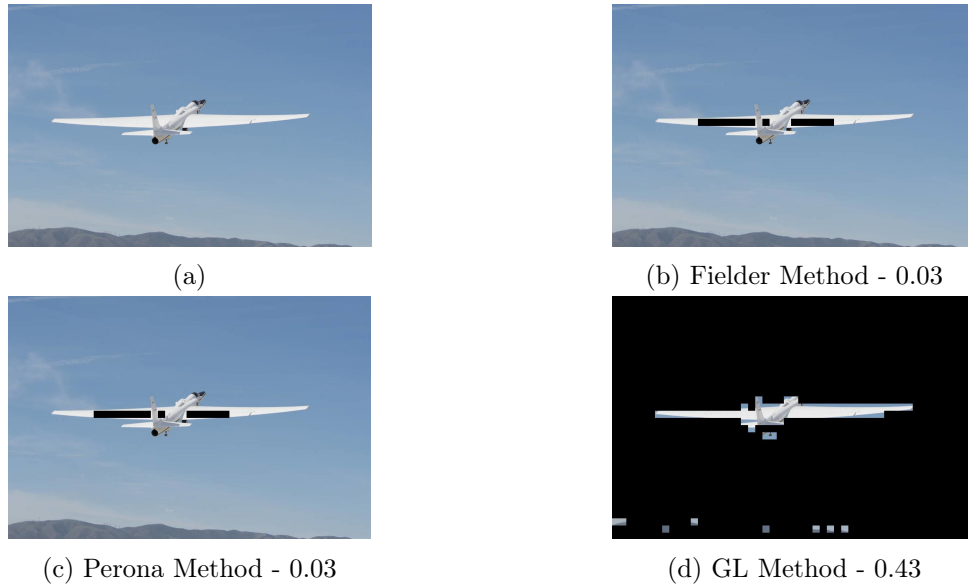 (a)
(b) Fielder Method - 0.03
(c) Perona Method - 0.03
(d) GL Method - 0.43